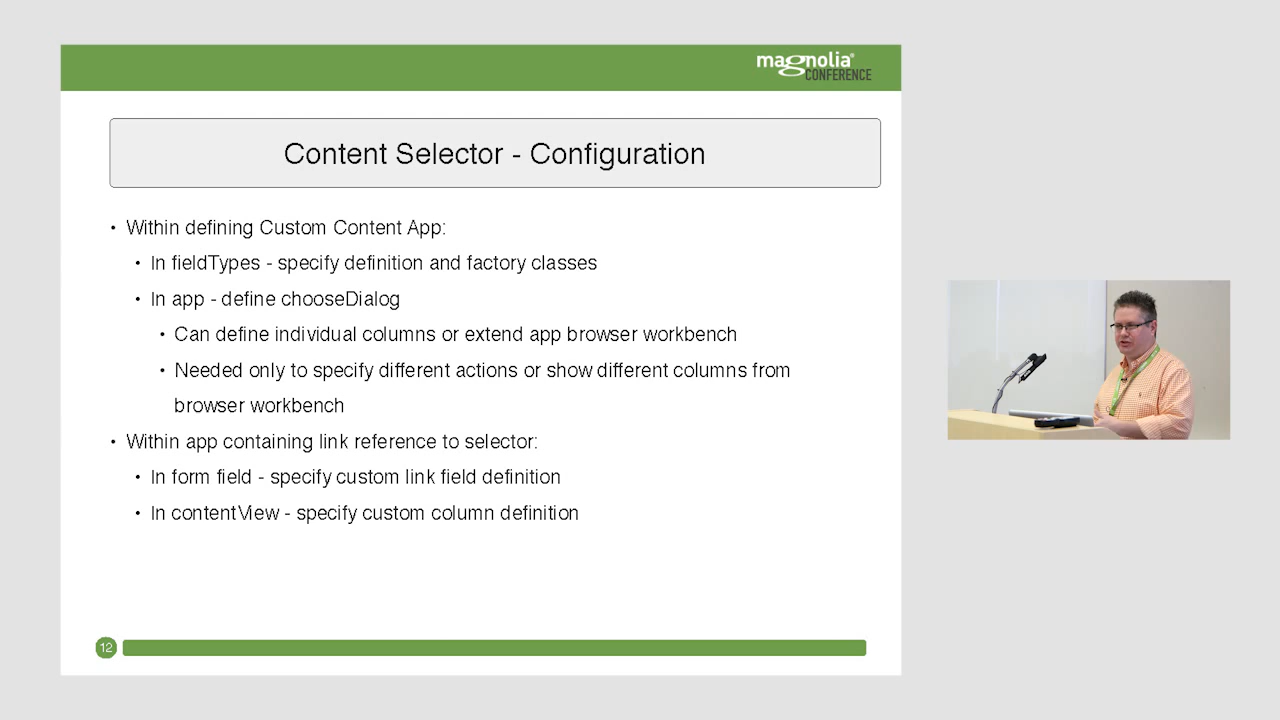 magnolia®
CONFERENCE
Content Selector - Configuration
• Within defining Custom Content App:
• In fieldTypes - specify definition and factory classes
• In app - define chooseDialog
• Can define individual columns or extend app browser workbench
• Needed only to specify different actions or show different columns from
browser workbench
• Within app containing link reference to selector:
• In form field - specify custom link field definition
• In contentView - specify custom column definition
12